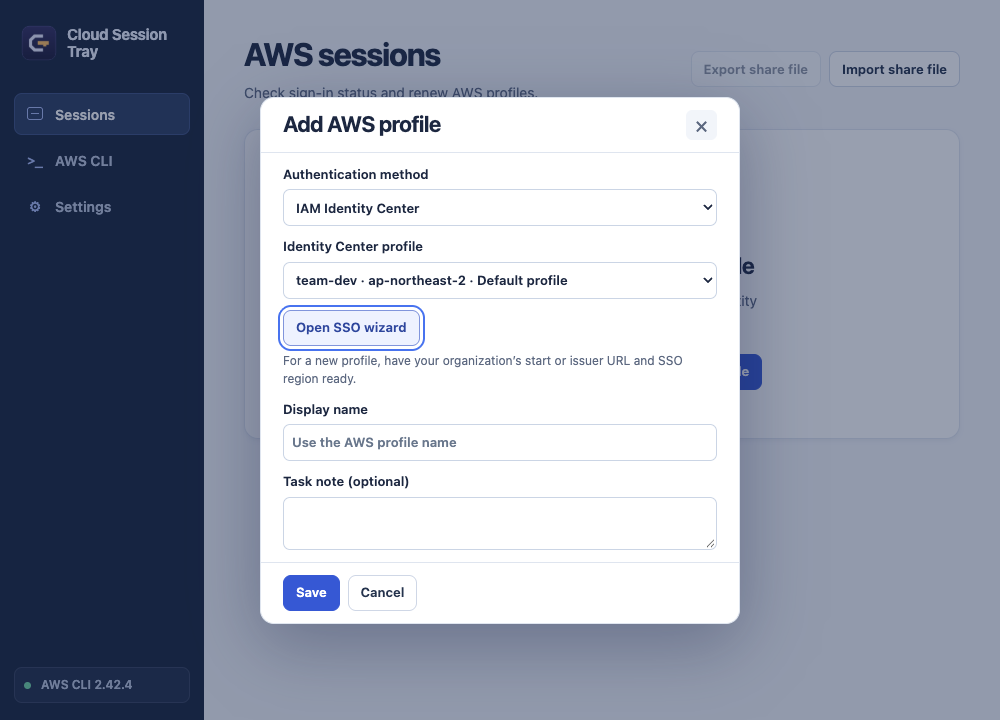 Cloud Session
Tray
Sessions
>_ AWS CLI
Settings
AWS CLI 2.42.4
AWS sessions
Check sign-in status and renew AWS profiles.
Export share file
Import share file
Add AWS profile
Authentication method
IAM Identity Center
Identity Center profile
team-dev · ap-northeast-2 · Default profile
Open SSO wizard
For a new profile, have your organization's start or issuer URL and SSO
region ready.
Display name
Use the AWS profile name
Task note (optional)
Save
Cancel